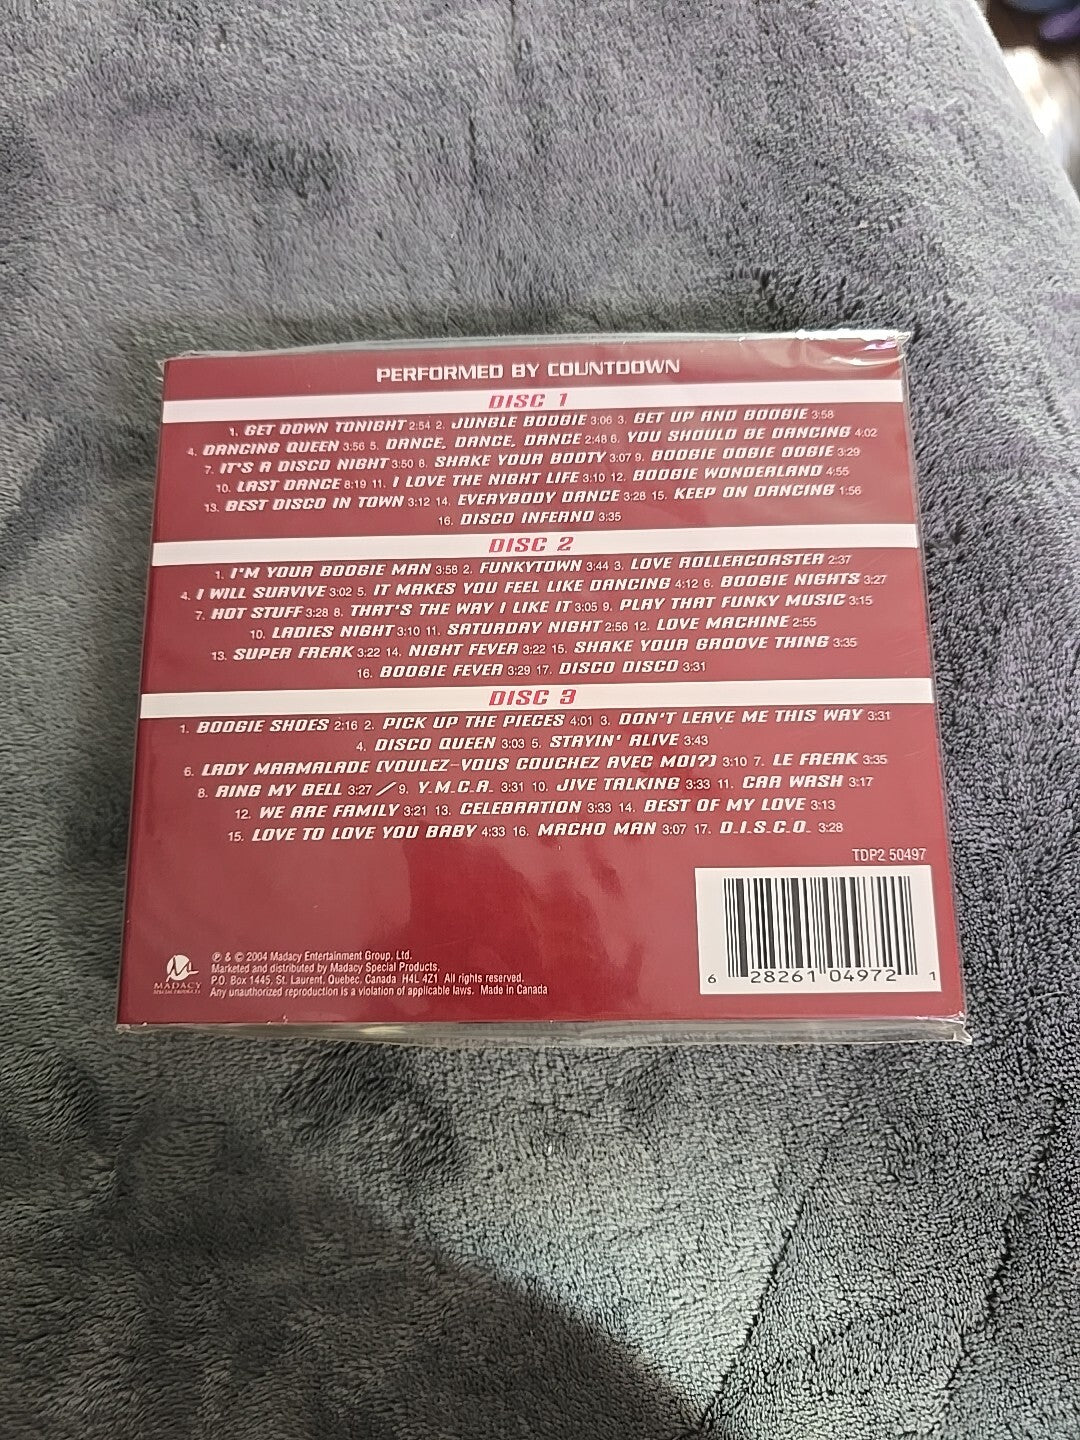 PERFORMED BY COUNTDOWN
DISC 1
1. GET DOWN TONIGHT 2:54 2. JUNGLE BOOGIE 3:06 3. GET UP AND BOOGIE 3:58
4. DANCING QUEEN 3:56 5. DANCE, DANCE, DANCE 2:48 6. YOU SHOULD BE DANCING 4:02
7. IT'S A DISCO NIGHT 3:50 8. SHAKE YOUR BOOTY 3:07 9. BOOGIE OOGIE OOGIE 3:29
10. LAST DANCE 8:19 11. I LOVE THE NIGHT LIFE 3:10 12. BOOGIE WONDERLAND 4:55
13. BEST DISCO IN TOWN 3:12 14. EVERYBODY DANCE 3:28 15. KEEP ON DANCING 1:56
16. DISCO INFERNO 3:35
DISC 2
1. I'M YOUR BOOGIE MAN 3:58 2. FUNKYTOWN 3:44 3. LOVE ROLLERCOASTER 2:37
4. I WILL SURVIVE 3:02 5. IT MAKES YOU FEEL LIKE DANCING 4:12 6. BOOGIE NIGHTS 3:27
7. HOT STUFF 3:28 8. THAT'S THE WAY I LIKE IT 3:05 9. PLAY THAT FUNKY MUSIC 3:15
10. LADIES NIGHT 3:10 11. SATURDAY NIGHT 2:56 12. LOVE MACHINE 2:55
13. SUPER FREAK 3:22 14. NIGHT FEVER 3:22 15. SHAKE YOUR GROOVE THING 3:35
16. BOOGIE FEVER 3:29 17. DISCO DISCO 3:31
DISC 3
1. BOOGIE SHOES 2:16 2. PICK UP THE PIECES 4:01 3. DON'T LEAVE ME THIS WAY 3:31
4. DISCO QUEEN 3:03 5. STAYIN' ALIVE 3:43
6. LADY MARMALADE (VOULEZ-VOUS COUCHEZ AVEC MOI?) 3:10 7. LE FREAK 3:35
8. RING MY BELL 3:27 / 9. Y.M.C.A. 3:31 10. JIVE TALKING 3:33 11. CAR WASH 3:17
12. WE ARE FAMILY 3:21 13. CELEBRATION 3:33 14. BEST OF MY LOVE 3:13
15. LOVE TO LOVE YOU BABY 4:33 16. MACHO MAN 3:07 17. D.I.S.C.O. 3:28
TDP2 50497
6 28261 04972 1
MADACY
SPECIAL PRODUCTS
℗ & © 2004 Madacy Entertainment Group, Ltd.
Marketed and distributed by Madacy Special Products.
P.O. Box 1445, St. Laurent, Quebec, Canada H4L 4Z1 All rights reserved.
Any unauthorized reproduction is a violation of applicable laws. Made in Canada